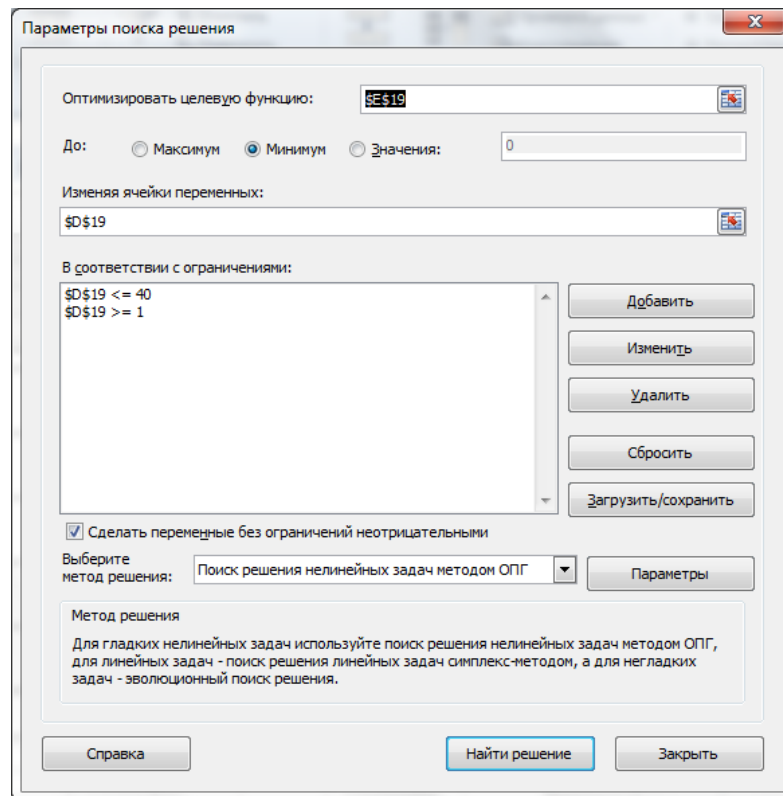 Параметры поиска решения
Оптимизировать целевую функцию: $E$19
До: Максимум Минимум Значения: 0
Изменяя ячейки переменных:
$D$19
В соответствии с ограничениями:
$D$19 <= 40
$D$19 >= 1
Добавить
Изменить
Удалить
Сбросить
Загрузить/сохранить
Сделать переменные без ограничений неотрицательными
Выберите
метод решения: Поиск решения нелинейных задач методом ОПГ Параметры
Метод решения
Для гладких нелинейных задач используйте поиск решения нелинейных задач методом ОПГ,
для линейных задач - поиск решения линейных задач симплекс-методом, а для негладких
задач - эволюционный поиск решения.
Справка Найти решение Закрыть